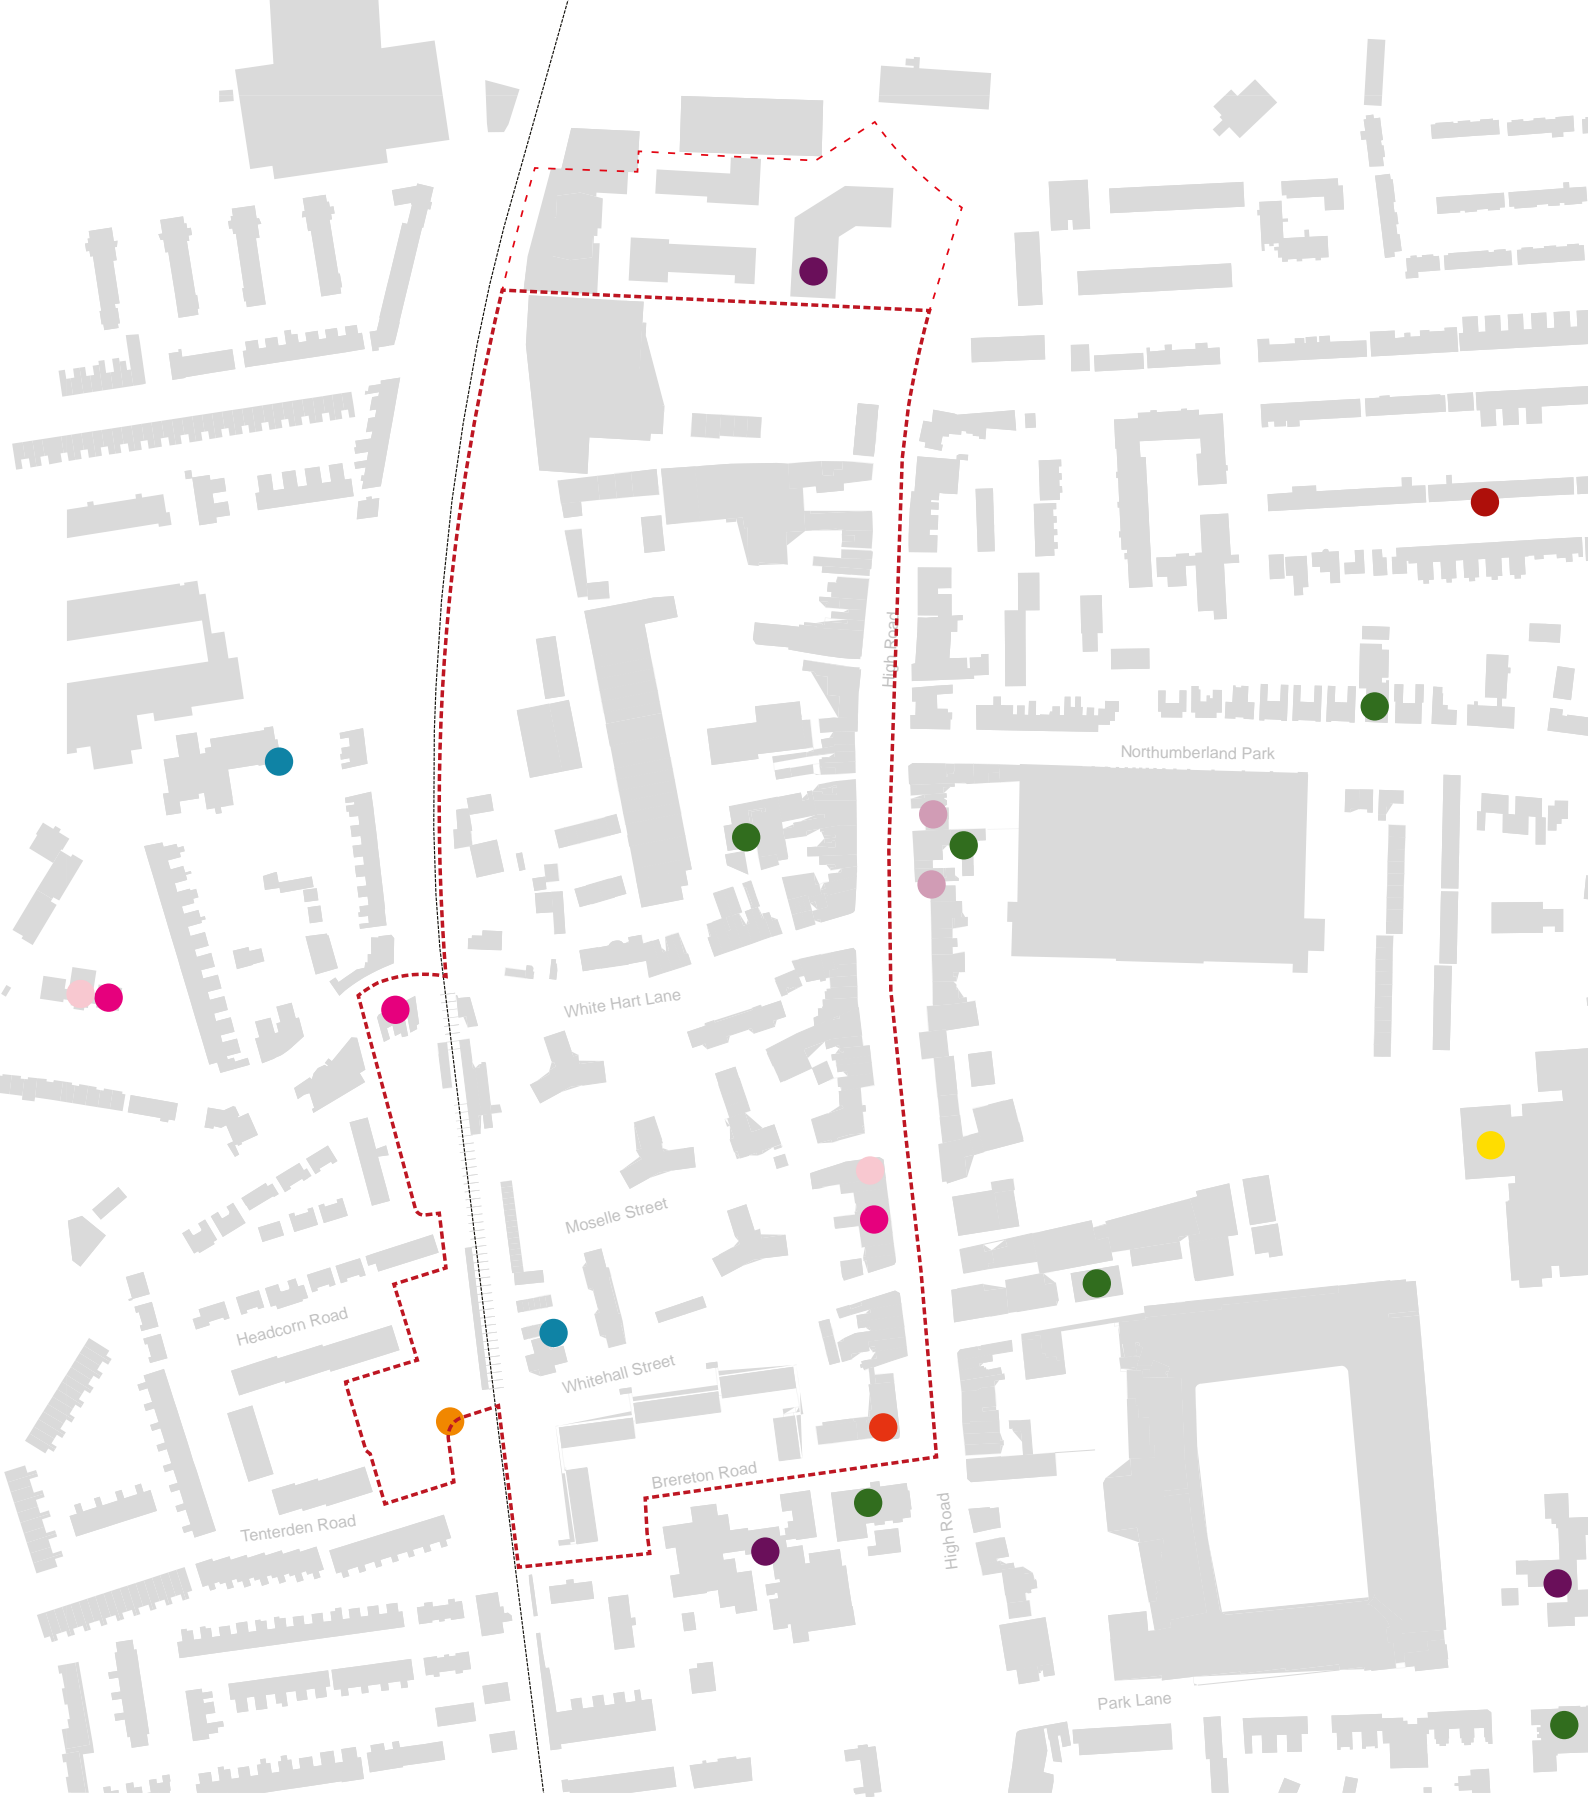 High Road
Northumberland Park
White Hart Lane
Moselle Street
Headcorn Road
Whitehall Street
Brereton Road
High Road
Tenterden Road
Park Lane